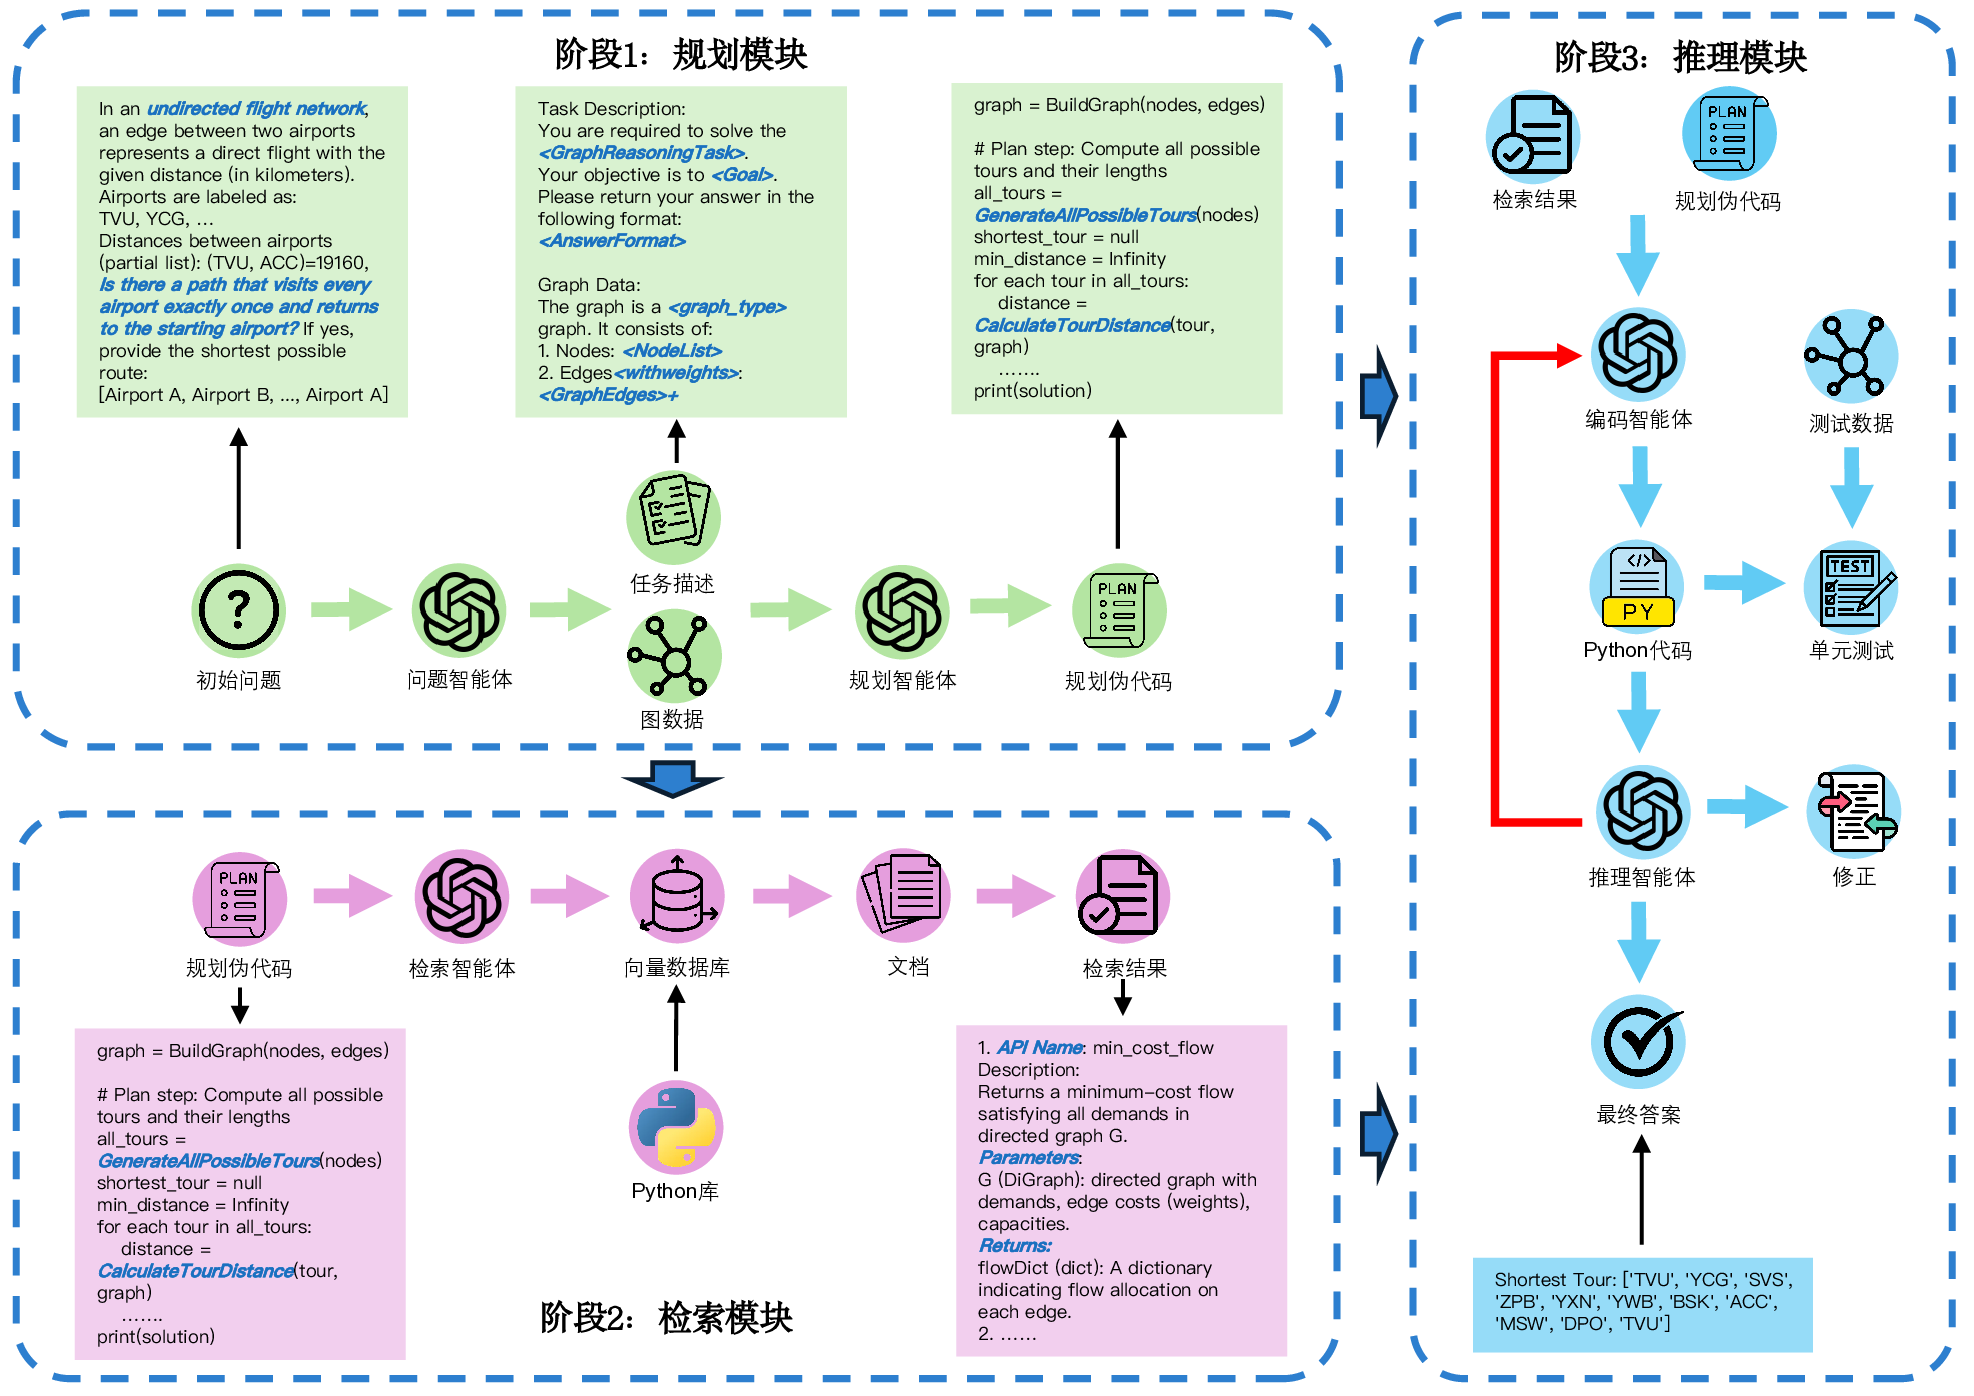 阶段1：规划模块
In an undirected flight network,
an edge between two airports
represents a direct flight with the
given distance (in kilometers).
Airports are labeled as:
TVU, YCG, ...
Distances between airports
(partial list): (TVU, ACC)=19160,
Is there a path that visits every
airport exactly once and returns
to the starting airport? If yes,
provide the shortest possible
route:
[Airport A, Airport B, ..., Airport A]
Task Description:
You are required to solve the
<GraphReasoningTask>.
Your objective is to <Goal>.
Please return your answer in the
following format:
<AnswerFormat>
Graph Data:
The graph is a <graph_type>
graph. It consists of:
1. Nodes: <NodeList>
2. Edges<withweights>:
<GraphEdges>+
graph = BuildGraph(nodes, edges)
# Plan step: Compute all possible
tours and their lengths
all_tours =
GenerateAllPossibleTours(nodes)
shortest_tour = null
min_distance = Infinity
for each tour in all_tours:
distance =
CalculateTourDistance(tour,
graph)
.......
print(solution)
任务描述
?
PLAN
初始问题
问题智能体
图数据
规划智能体
规划伪代码
PLAN
规划伪代码
检索智能体
向量数据库
文档
检索结果
graph = BuildGraph(nodes, edges)
# Plan step: Compute all possible
tours and their lengths
all_tours =
GenerateAllPossibleTours(nodes)
shortest_tour = null
min_distance = Infinity
for each tour in all_tours:
distance =
CalculateTourDistance(tour,
graph)
.......
print(solution)
Python库
1. API Name: min_cost_flow
Description:
Returns a minimum-cost flow
satisfying all demands in
directed graph G.
Parameters:
G (DiGraph): directed graph with
demands, edge costs (weights),
capacities.
Returns:
flowDict (dict): A dictionary
indicating flow allocation on
each edge.
2. ......
阶段2：检索模块
阶段3：推理模块
PLAN
检索结果
规划伪代码
编码智能体
测试数据
</>
PY
TEST
Python代码
单元测试
推理智能体
修正
最终答案
Shortest Tour: ['TVU', 'YCG', 'SVS',
'ZPB', 'YXN', 'YWB', 'BSK', 'ACC',
'MSW', 'DPO', 'TVU']